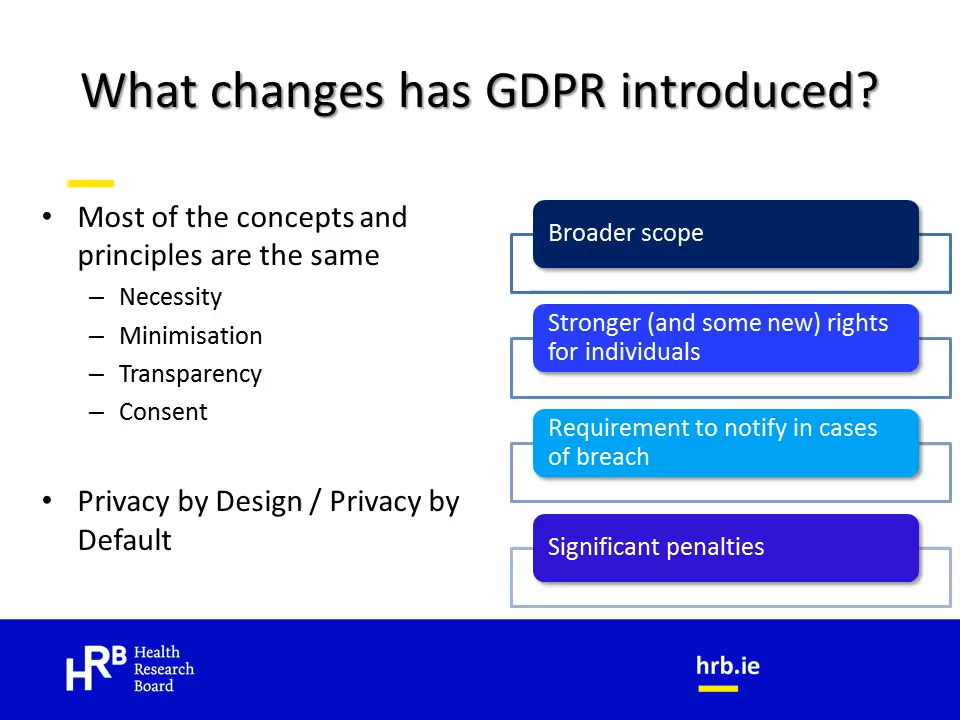 What changes has GDPR introduced?
• Most of the concepts and
principles are the same
– Necessity
– Minimisation
– Transparency
– Consent
• Privacy by Design / Privacy by
Default
Broader scope
Stronger (and some new) rights
for individuals
Requirement to notify in cases
of breach
Significant penalties
HRB
Health
Research
Board
hrb.ie